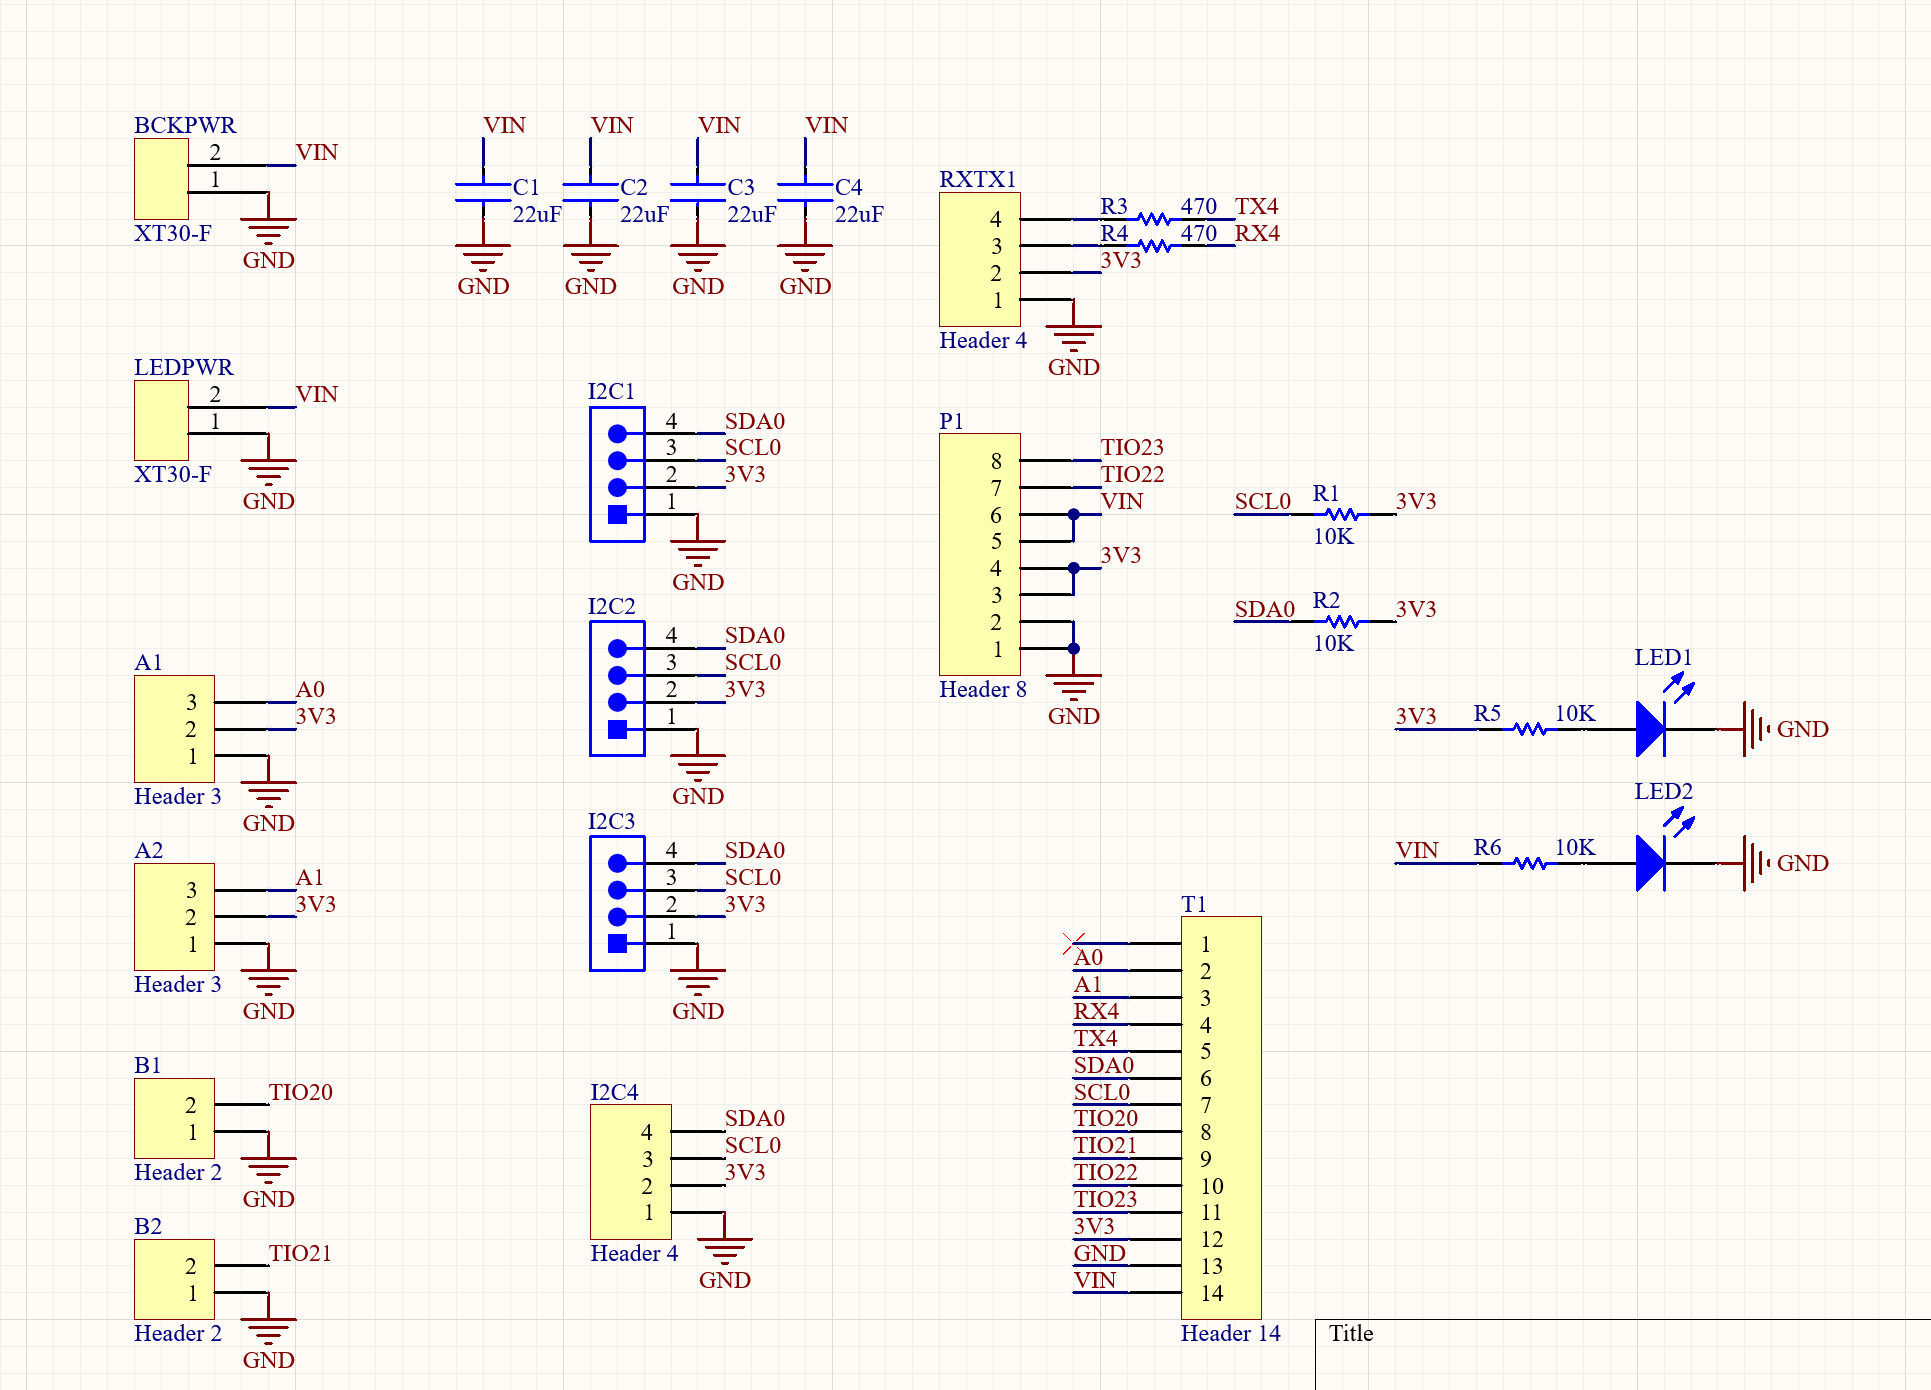 BCKPWR
2 VIN
1
XT30-F
GND
VIN VIN VIN VIN
C1 C2 C3 C4
22uF 22uF 22uF 22uF
GND GND GND GND
RXTX1
4 R3 470 TX4
3 R4 470 RX4
2 3V3
1
Header 4
GND
LEDPWR
2 VIN
1
XT30-F
GND
I2C1
4 SDA0
3 SCL0
2 3V3
1
GND
P1
8 TIO23
7 TIO22
6 VIN
5
4 3V3
3
2
1
Header 8
GND
SCL0 R1 3V3
10K
SDA0 R2 3V3
10K
I2C2
4 SDA0
3 SCL0
2 3V3
1
GND
LED1
3V3 R5 10K GND
LED2
VIN R6 10K GND
A1
3 A0
2 3V3
1
Header 3
GND
A2
3 A1
2 3V3
1
Header 3
GND
I2C3
4 SDA0
3 SCL0
2 3V3
1
GND
B1
2 TIO20
1
Header 2
GND
B2
2 TIO21
1
Header 2
GND
I2C4
4 SDA0
3 SCL0
2 3V3
1
Header 4
GND
T1
1
A0 2
A1 3
RX4 4
TX4 5
SDA0 6
SCL0 7
TIO20 8
TIO21 9
TIO22 10
TIO23 11
3V3 12
GND 13
VIN 14
Header 14
Title